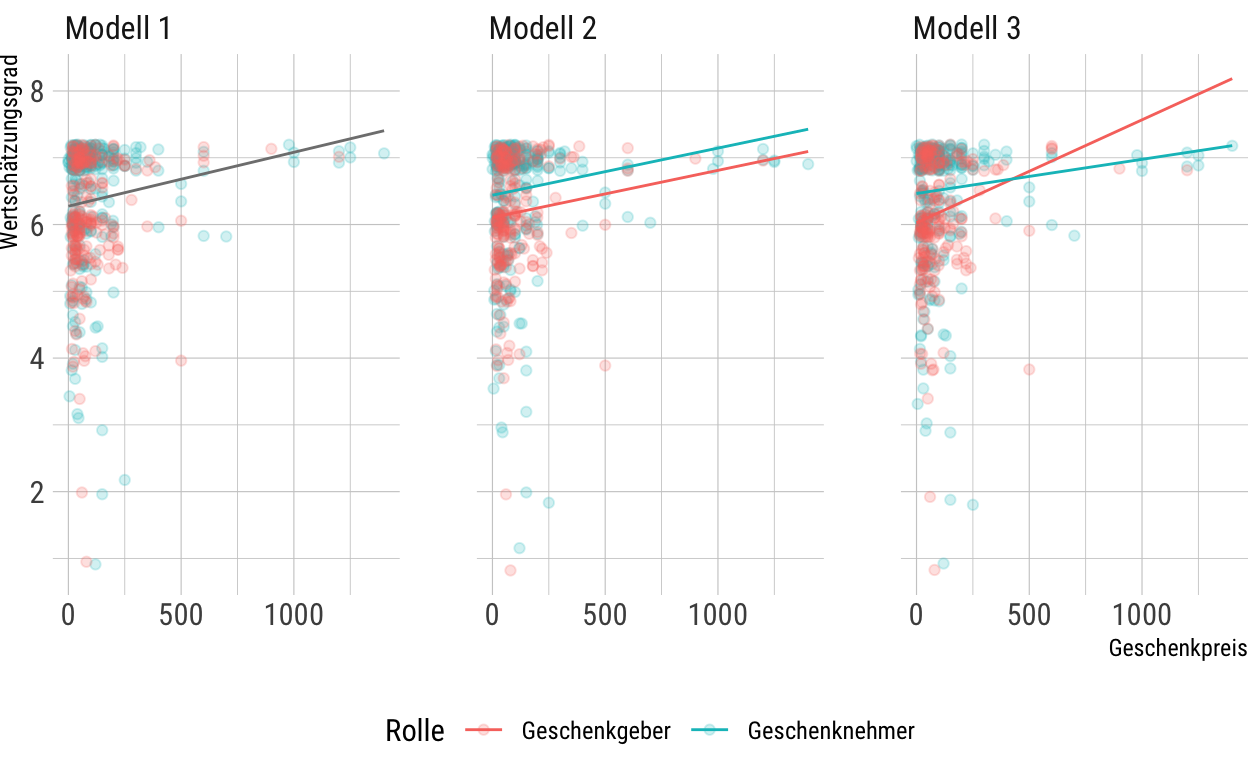 Modell 1 Modell 2 Modell 3
Wertschätzungsgrad
8
6
4
2
0 500 1000 0 500 1000 0 500 1000
Geschenkpreis
Rolle Geschenkgeber Geschenknehmer